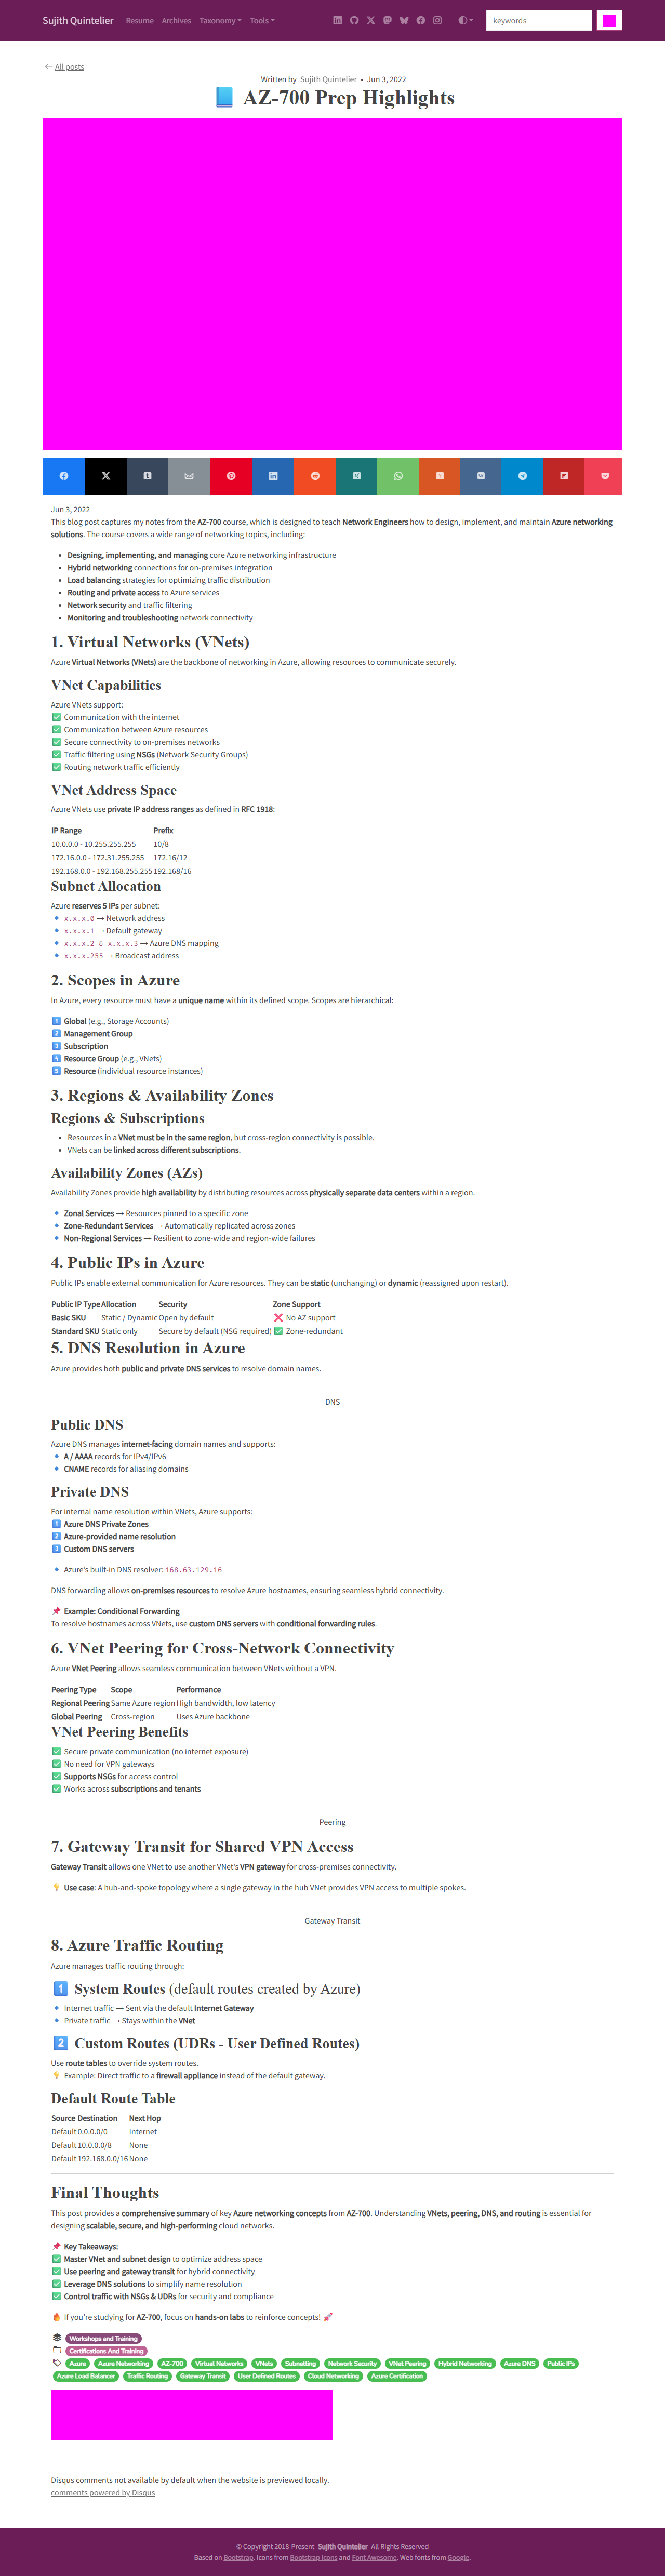 Sujith Quintelier Resume Archives Taxonomy Tools keywords
All posts
Written by Sujith Quintelier • Jun 3, 2022
📘 AZ-700 Prep Highlights
Jun 3, 2022
This blog post captures my notes from the AZ-700 course, which is designed to teach Network Engineers how to design, implement, and maintain Azure networking
solutions. The course covers a wide range of networking topics, including:
• Designing, implementing, and managing core Azure networking infrastructure
• Hybrid networking connections for on-premises integration
• Load balancing strategies for optimizing traffic distribution
• Routing and private access to Azure services
• Network security and traffic filtering
• Monitoring and troubleshooting network connectivity
1. Virtual Networks (VNets)
Azure Virtual Networks (VNets) are the backbone of networking in Azure, allowing resources to communicate securely.
VNet Capabilities
Azure VNets support:
✅ Communication with the internet
✅ Communication between Azure resources
✅ Secure connectivity to on-premises networks
✅ Traffic filtering using NSGs (Network Security Groups)
✅ Routing network traffic efficiently
VNet Address Space
Azure VNets use private IP address ranges as defined in RFC 1918:
IP Range Prefix
10.0.0.0 - 10.255.255.255 10/8
172.16.0.0 - 172.31.255.255 172.16/12
192.168.0.0 - 192.168.255.255 192.168/16
Subnet Allocation
Azure reserves 5 IPs per subnet:
🔹 x.x.x.0 → Network address
🔹 x.x.x.1 → Default gateway
🔹 x.x.x.2 & x.x.x.3 → Azure DNS mapping
🔹 x.x.x.255 → Broadcast address
2. Scopes in Azure
In Azure, every resource must have a unique name within its defined scope. Scopes are hierarchical:
1️⃣ Global (e.g., Storage Accounts)
2️⃣ Management Group
3️⃣ Subscription
4️⃣ Resource Group (e.g., VNets)
5️⃣ Resource (individual resource instances)
3. Regions & Availability Zones
Regions & Subscriptions
• Resources in a VNet must be in the same region, but cross-region connectivity is possible.
• VNets can be linked across different subscriptions.
Availability Zones (AZs)
Availability Zones provide high availability by distributing resources across physically separate data centers within a region.
🔹 Zonal Services → Resources pinned to a specific zone
🔹 Zone-Redundant Services → Automatically replicated across zones
🔹 Non-Regional Services → Resilient to zone-wide and region-wide failures
4. Public IPs in Azure
Public IPs enable external communication for Azure resources. They can be static (unchanging) or dynamic (reassigned upon restart).
Public IP Type Allocation Security Zone Support
Basic SKU Static / Dynamic Open by default ❌ No AZ support
Standard SKU Static only Secure by default (NSG required) ✅ Zone-redundant
5. DNS Resolution in Azure
Azure provides both public and private DNS services to resolve domain names.
DNS
Public DNS
Azure DNS manages internet-facing domain names and supports:
🔹 A / AAAA records for IPv4/IPv6
🔹 CNAME records for aliasing domains
Private DNS
For internal name resolution within VNets, Azure supports:
1️⃣ Azure DNS Private Zones
2️⃣ Azure-provided name resolution
3️⃣ Custom DNS servers
🔹 Azure's built-in DNS resolver: 168.63.129.16
DNS forwarding allows on-premises resources to resolve Azure hostnames, ensuring seamless hybrid connectivity.
📌 Example: Conditional Forwarding
To resolve hostnames across VNets, use custom DNS servers with conditional forwarding rules.
6. VNet Peering for Cross-Network Connectivity
Azure VNet Peering allows seamless communication between VNets without a VPN.
Peering Type Scope Performance
Regional Peering Same Azure region High bandwidth, low latency
Global Peering Cross-region Uses Azure backbone
VNet Peering Benefits
✅ Secure private communication (no internet exposure)
✅ No need for VPN gateways
✅ Supports NSGs for access control
✅ Works across subscriptions and tenants
Peering
7. Gateway Transit for Shared VPN Access
Gateway Transit allows one VNet to use another VNet's VPN gateway for cross-premises connectivity.
💡 Use case: A hub-and-spoke topology where a single gateway in the hub VNet provides VPN access to multiple spokes.
Gateway Transit
8. Azure Traffic Routing
Azure manages traffic routing through:
1️⃣ System Routes (default routes created by Azure)
🔹 Internet traffic → Sent via the default Internet Gateway
🔹 Private traffic → Stays within the VNet
2️⃣ Custom Routes (UDRs - User Defined Routes)
Use route tables to override system routes.
💡 Example: Direct traffic to a firewall appliance instead of the default gateway.
Default Route Table
Source Destination Next Hop
Default 0.0.0.0/0 Internet
Default 10.0.0.0/8 None
Default 192.168.0.0/16 None
Final Thoughts
This post provides a comprehensive summary of key Azure networking concepts from AZ-700. Understanding VNets, peering, DNS, and routing is essential for
designing scalable, secure, and high-performing cloud networks.
📌 Key Takeaways:
✅ Master VNet and subnet design to optimize address space
✅ Use peering and gateway transit for hybrid connectivity
✅ Leverage DNS solutions to simplify name resolution
✅ Control traffic with NSGs & UDRs for security and compliance
🔥 If you're studying for AZ-700, focus on hands-on labs to reinforce concepts! 🚀
Workshops and Training
Certifications And Training
Azure Azure Networking AZ-700 Virtual Networks VNets Subnetting Network Security VNet Peering Hybrid Networking Azure DNS Public IPs
Azure Load Balancer Traffic Routing Gateway Transit User Defined Routes Cloud Networking Azure Certification
Disqus comments not available by default when the website is previewed locally.
comments powered by Disqus
© Copyright 2018-Present Sujith Quintelier All Rights Reserved
Based on Bootstrap. Icons from Bootstrap Icons and Font Awesome. Web fonts from Google.